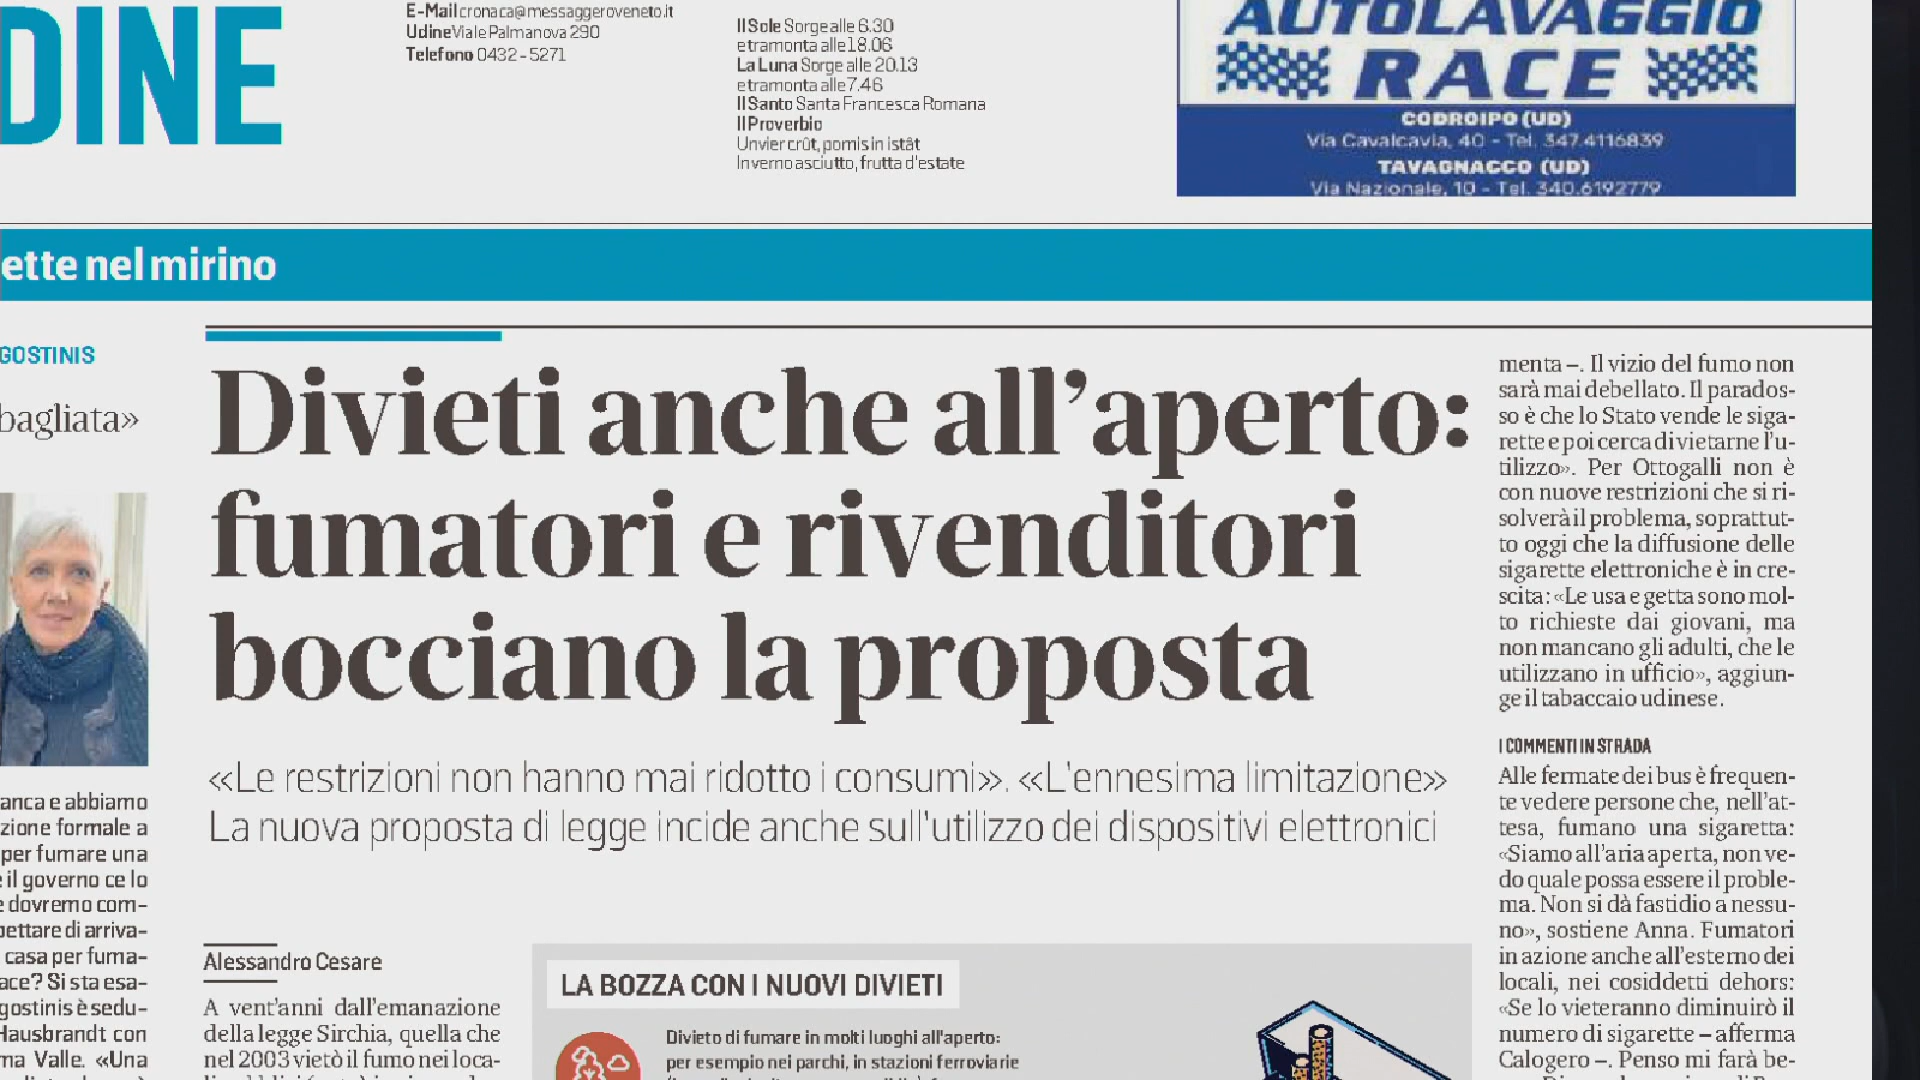 DINE
E-Mail cronaca@messaggeroveneto.it
Udine Viale Palmanova 290
Telefono 0432 - 5271
Il Sole Sorge alle 6.30
e tramonta alle 18.06
La Luna Sorge alle 20.13
e tramonta alle 7.46
Il Santo Santa Francesca Romana
Il Proverbio
Unvier crût, pomis in istât
Inverno asciutto, frutta d'estate
AUTOLAVAGGIO
RACE
CODROIPO (UD)
Via Cavalcavia, 40 - Tel. 347.4116839
TAVAGNACCO (UD)
Via Nazionale, 10 - Tel. 340.6192779
ette nel mirino
GOSTINIS
bagliata»
anca e abbiamo
zione formale a
per fumare una
e il governo ce lo
e dovremo com-
pettare di arriva-
casa per fuma-
ace? Si sta esa-
gostinis è sedu-
Hausbrandt con
ma Valle. «Una
Divieti anche all'aperto:
fumatori e rivenditori
bocciano la proposta
«Le restrizioni non hanno mai ridotto i consumi». «L'ennesima limitazione»
La nuova proposta di legge incide anche sull'utilizzo dei dispositivi elettronici
Alessandro Cesare
A vent'anni dall'emanazione
della legge Sirchia, quella che
nel 2003 vietò il fumo nei loca-
LA BOZZA CON I NUOVI DIVIETI
Divieto di fumare in molti luoghi all'aperto:
per esempio nei parchi, in stazioni ferroviarie
menta –. Il vizio del fumo non
sarà mai debellato. Il parados-
so è che lo Stato vende le siga-
rette e poi cerca di vietarne l'u-
tilizzo». Per Ottogalli non è
con nuove restrizioni che si ri-
solverà il problema, soprattut-
to oggi che la diffusione delle
sigarette elettroniche è in cre-
scita: «Le usa e getta sono mol-
to richieste dai giovani, ma
non mancano gli adulti, che le
utilizzano in ufficio», aggiun-
ge il tabaccaio udinese.
I COMMENTI IN STRADA
Alle fermate dei bus è frequen-
te vedere persone che, nell'at-
tesa, fumano una sigaretta:
«Siamo all'aria aperta, non ve-
do quale possa essere il proble-
ma. Non si dà fastidio a nessu-
no», sostiene Anna. Fumatori
in azione anche all'esterno dei
locali, nei cosiddetti dehors:
«Se lo vieteranno diminuirò il
numero di sigarette – afferma
Calogero –. Penso mi farà be-